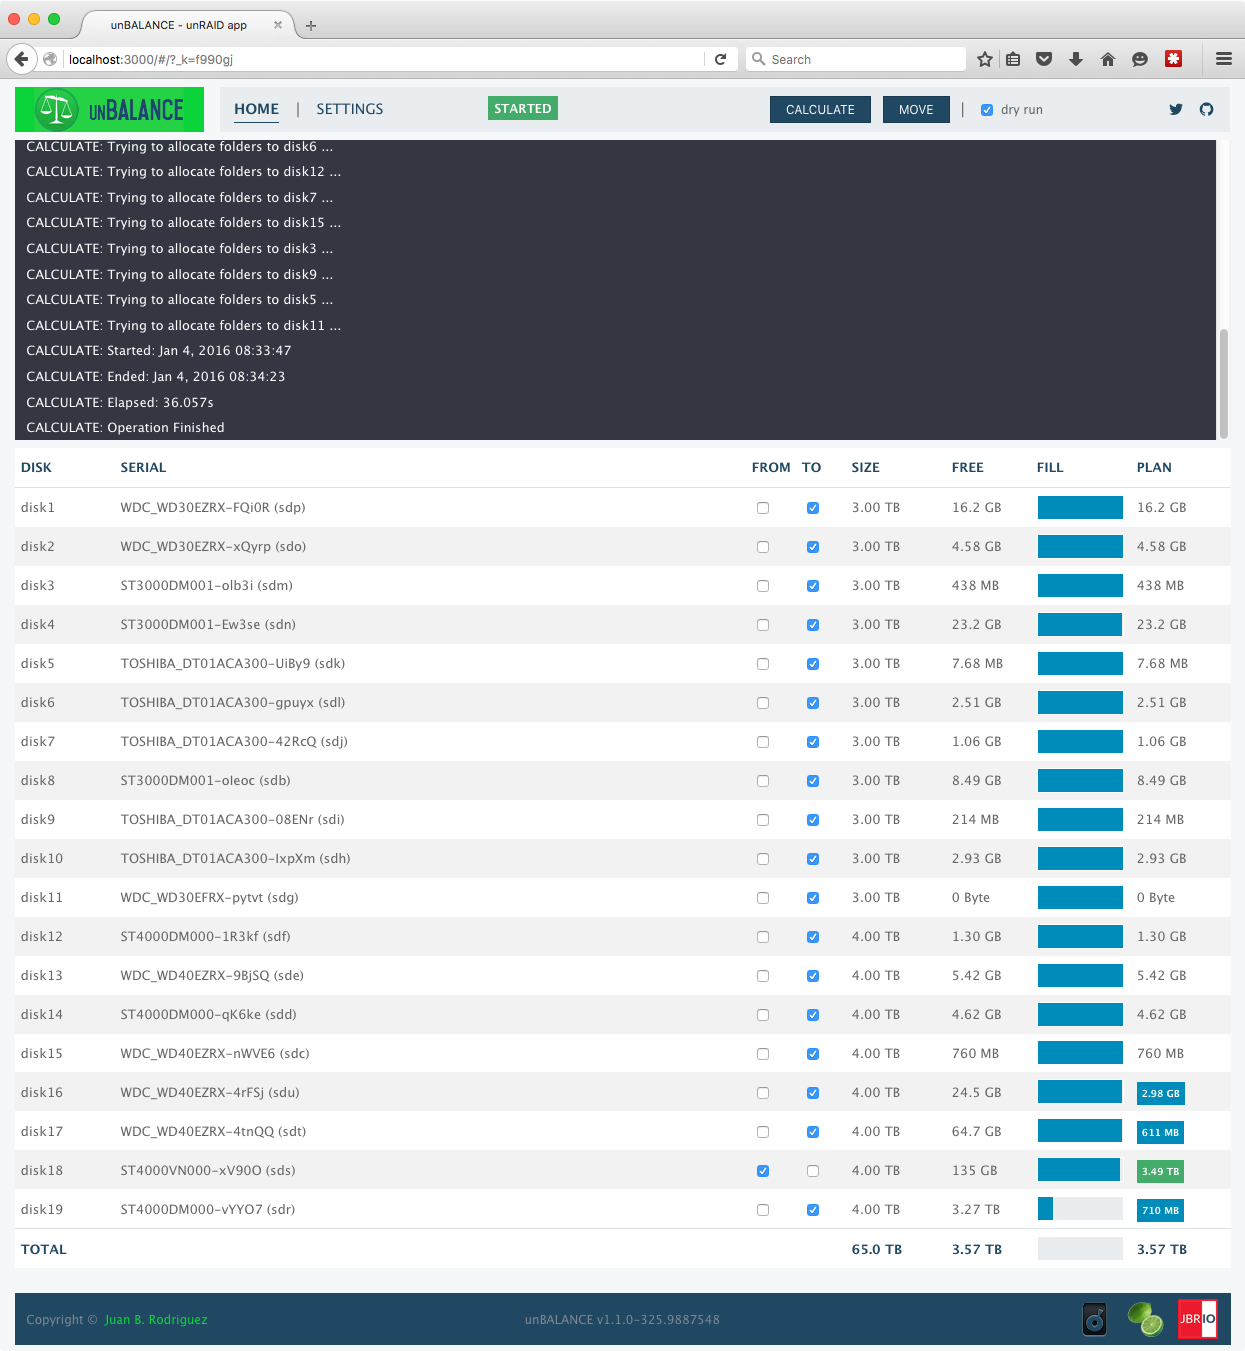 unBALANCE - unRAID app
localhost:3000/#/?_k=f990gj
Search
unBALANCE
HOME | SETTINGS
STARTED
CALCULATE
MOVE
| dry run
CALCULATE: Trying to allocate folders to disk6 ...
CALCULATE: Trying to allocate folders to disk12 ...
CALCULATE: Trying to allocate folders to disk7 ...
CALCULATE: Trying to allocate folders to disk15 ...
CALCULATE: Trying to allocate folders to disk3 ...
CALCULATE: Trying to allocate folders to disk9 ...
CALCULATE: Trying to allocate folders to disk5 ...
CALCULATE: Trying to allocate folders to disk11 ...
CALCULATE: Started: Jan 4, 2016 08:33:47
CALCULATE: Ended: Jan 4, 2016 08:34:23
CALCULATE: Elapsed: 36.057s
CALCULATE: Operation Finished
DISK SERIAL FROM TO SIZE FREE FILL PLAN
disk1 WDC_WD30EZRX-FQi0R (sdp) 3.00 TB 16.2 GB 16.2 GB
disk2 WDC_WD30EZRX-xQyrp (sdo) 3.00 TB 4.58 GB 4.58 GB
disk3 ST3000DM001-olb3i (sdm) 3.00 TB 438 MB 438 MB
disk4 ST3000DM001-Ew3se (sdn) 3.00 TB 23.2 GB 23.2 GB
disk5 TOSHIBA_DT01ACA300-UiBy9 (sdk) 3.00 TB 7.68 MB 7.68 MB
disk6 TOSHIBA_DT01ACA300-gpuyx (sdl) 3.00 TB 2.51 GB 2.51 GB
disk7 TOSHIBA_DT01ACA300-42RcQ (sdj) 3.00 TB 1.06 GB 1.06 GB
disk8 ST3000DM001-oIeoc (sdb) 3.00 TB 8.49 GB 8.49 GB
disk9 TOSHIBA_DT01ACA300-08ENr (sdi) 3.00 TB 214 MB 214 MB
disk10 TOSHIBA_DT01ACA300-IxpXm (sdh) 3.00 TB 2.93 GB 2.93 GB
disk11 WDC_WD30EFRX-pytvt (sdg) 3.00 TB 0 Byte 0 Byte
disk12 ST4000DM000-1R3kf (sdf) 4.00 TB 1.30 GB 1.30 GB
disk13 WDC_WD40EZRX-9BjSQ (sde) 4.00 TB 5.42 GB 5.42 GB
disk14 ST4000DM000-qK6ke (sdd) 4.00 TB 4.62 GB 4.62 GB
disk15 WDC_WD40EZRX-nWVE6 (sdc) 4.00 TB 760 MB 760 MB
disk16 WDC_WD40EZRX-4rFSj (sdu) 4.00 TB 24.5 GB 2.98 GB
disk17 WDC_WD40EZRX-4tnQQ (sdt) 4.00 TB 64.7 GB 611 MB
disk18 ST4000VN000-xV90O (sds) 4.00 TB 135 GB 3.49 TB
disk19 ST4000DM000-vYYO7 (sdr) 4.00 TB 3.27 TB 710 MB
TOTAL 65.0 TB 3.57 TB 3.57 TB
Copyright © Juan B. Rodriguez
unBALANCE v1.1.0-325.9887548
JBRIO